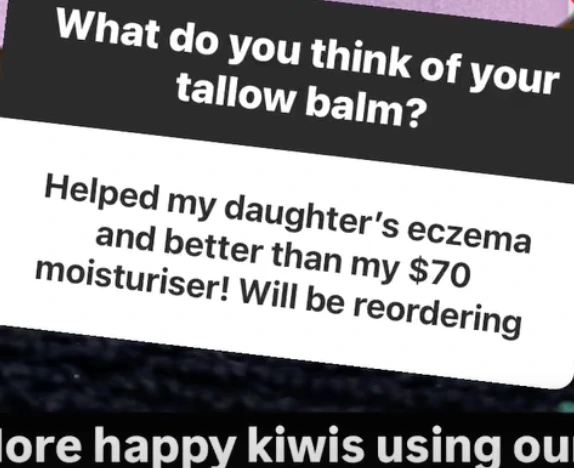 What do you think of your
tallow balm?
Helped my daughter's eczema
and better than my $70
moisturiser! Will be reordering
happy kiwis using